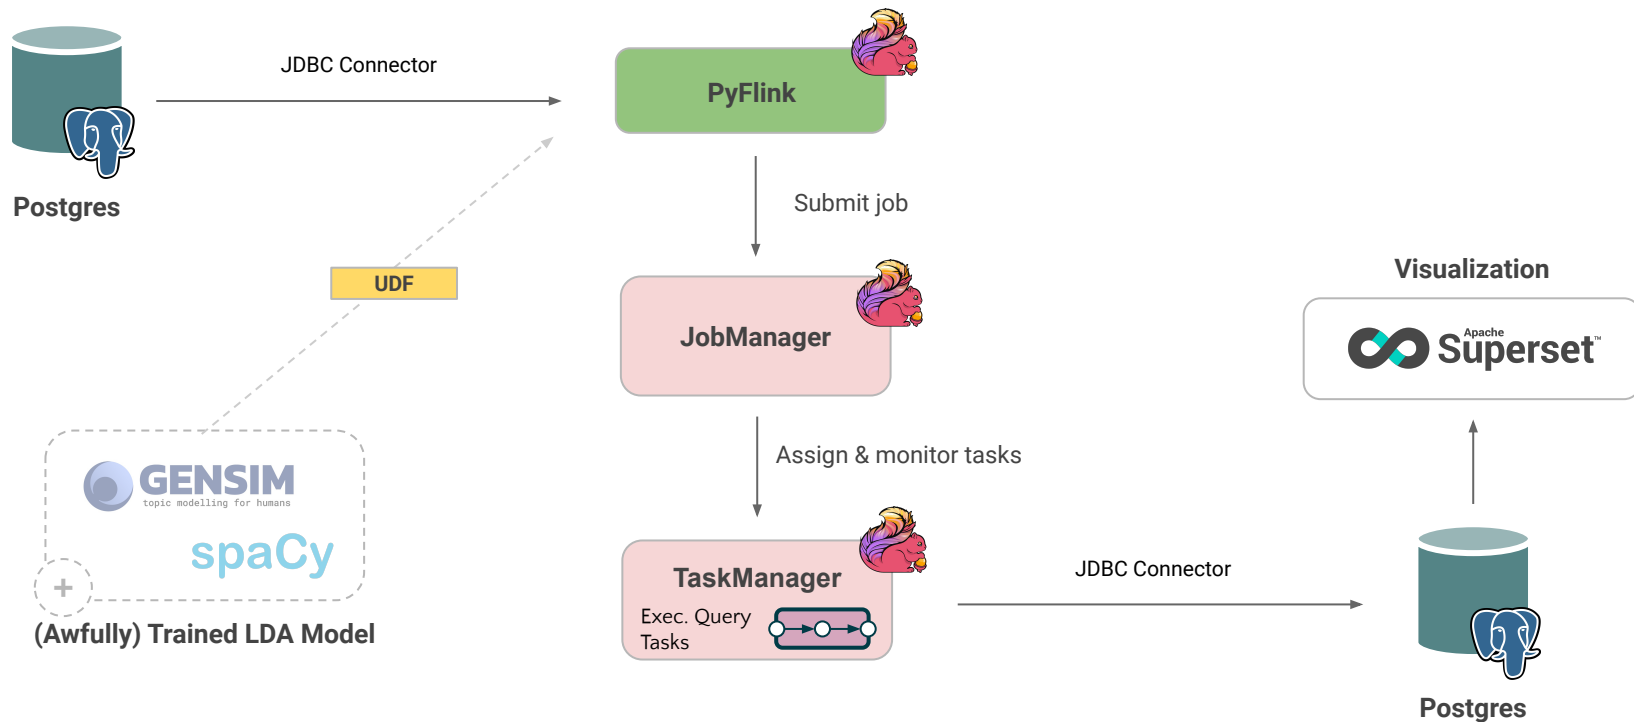 JDBC Connector
PyFlink
Postgres
Submit job
UDF
Visualization
JobManager
Apache
Superset™
Assign & monitor tasks
GENSIM
topic modelling for humans
spaCy
+
(Awfully) Trained LDA Model
TaskManager
Exec. Query
Tasks
JDBC Connector
Postgres